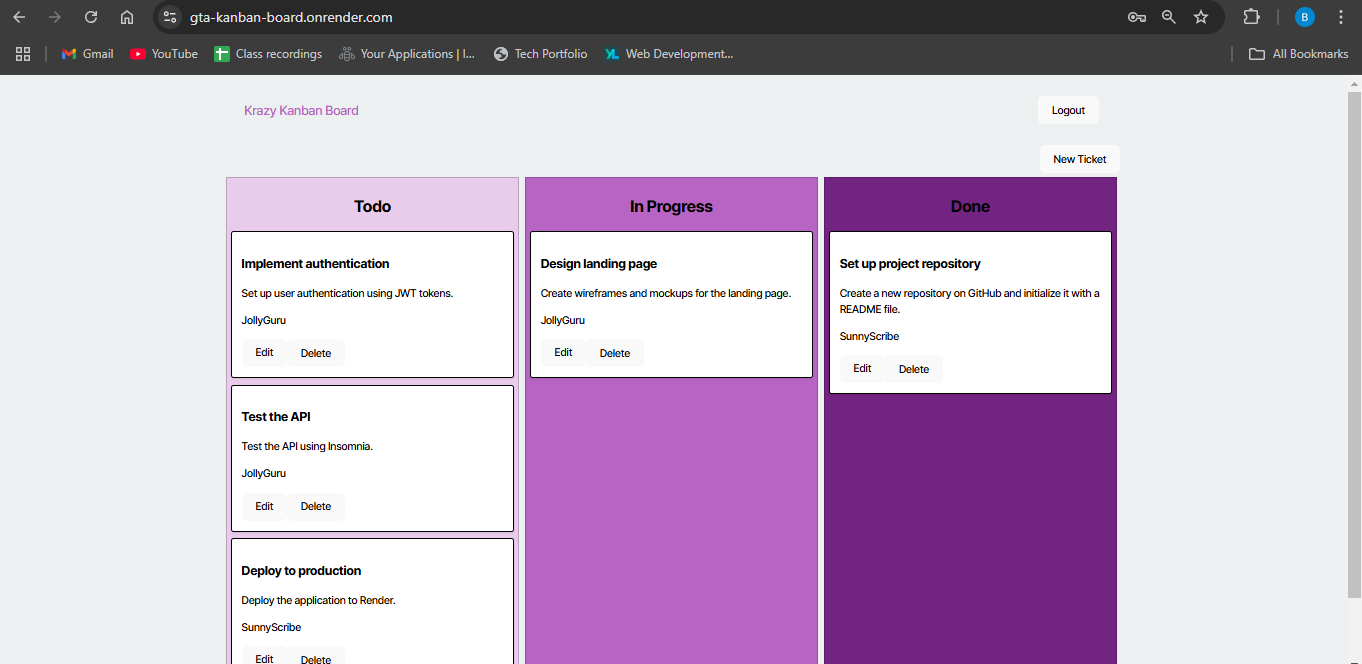 gta-kanban-board.onrender.com
B
Gmail
YouTube
Class recordings
Your Applications | I...
Tech Portfolio
Web Development...
All Bookmarks
Krazy Kanban Board
Logout
New Ticket
Todo
Implement authentication
Set up user authentication using JWT tokens.
JollyGuru
Edit Delete
Test the API
Test the API using Insomnia.
JollyGuru
Edit Delete
Deploy to production
Deploy the application to Render.
SunnyScribe
Edit Delete
In Progress
Design landing page
Create wireframes and mockups for the landing page.
JollyGuru
Edit Delete
Done
Set up project repository
Create a new repository on GitHub and initialize it with a
README file.
SunnyScribe
Edit Delete